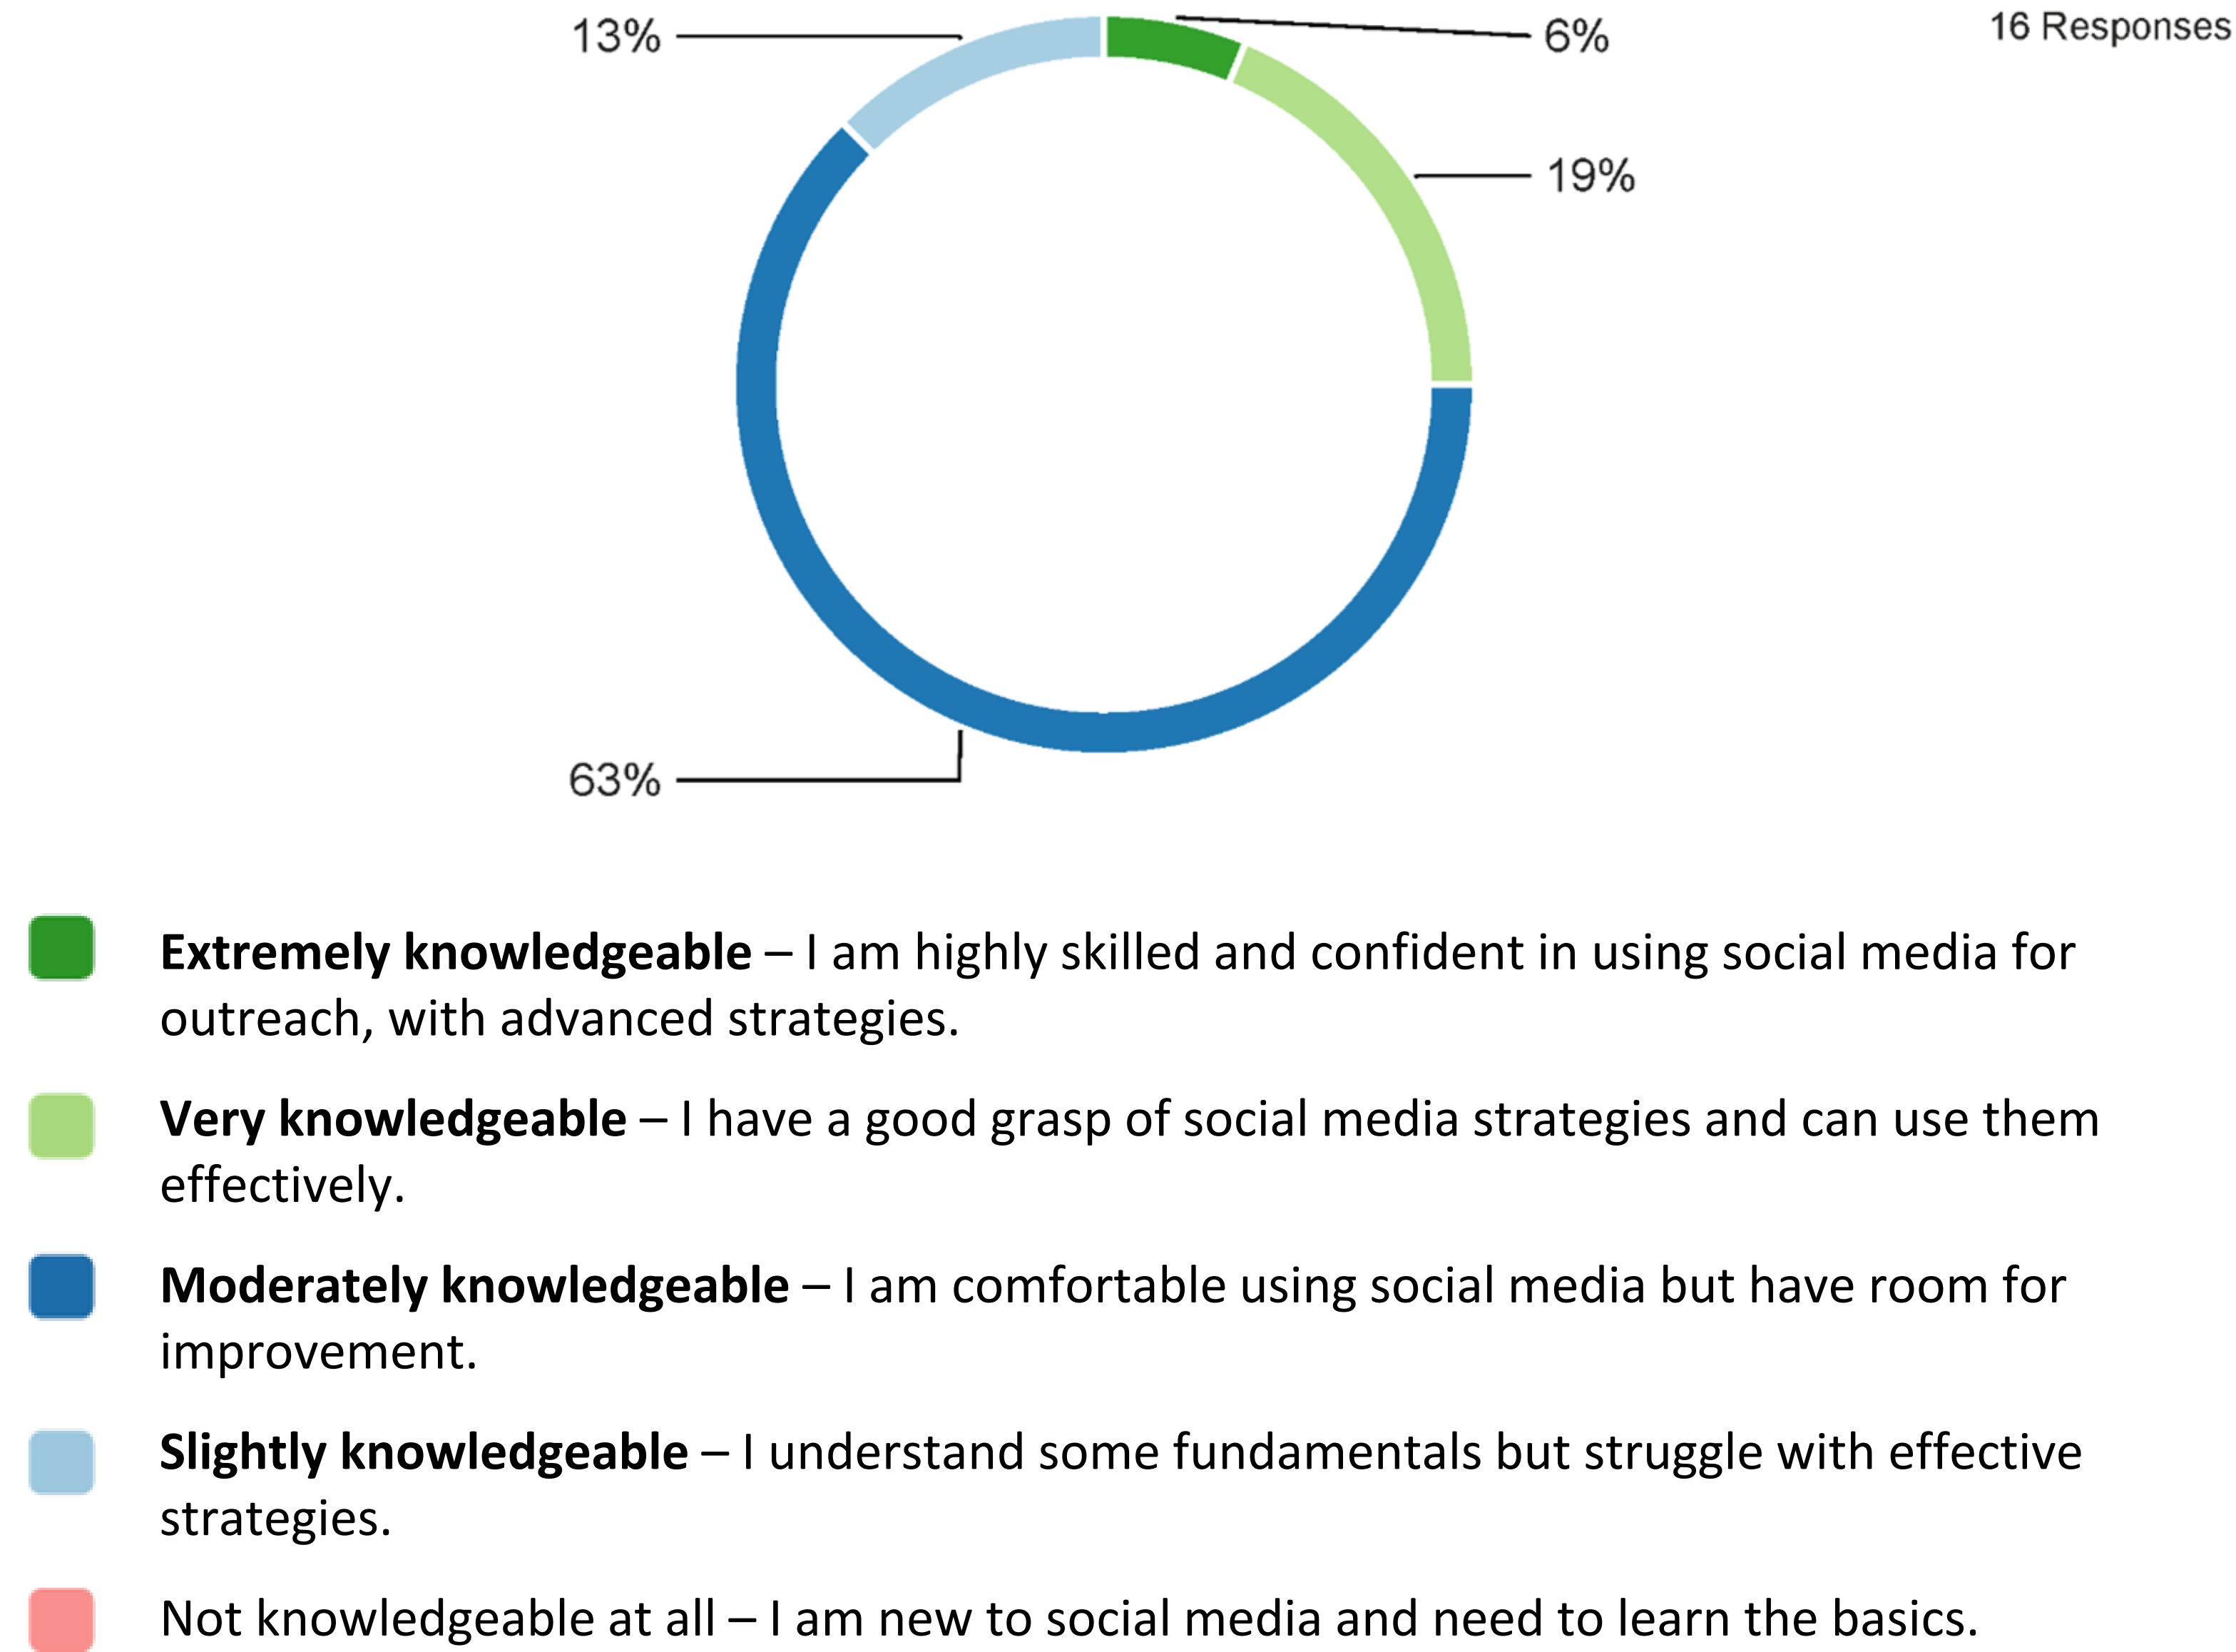 13%
6%
16 Responses
19%
63%
Extremely knowledgeable – I am highly skilled and confident in using social media for
outreach, with advanced strategies.
Very knowledgeable – I have a good grasp of social media strategies and can use them
effectively.
Moderately knowledgeable – I am comfortable using social media but have room for
improvement.
Slightly knowledgeable – I understand some fundamentals but struggle with effective
strategies.
Not knowledgeable at all – I am new to social media and need to learn the basics.